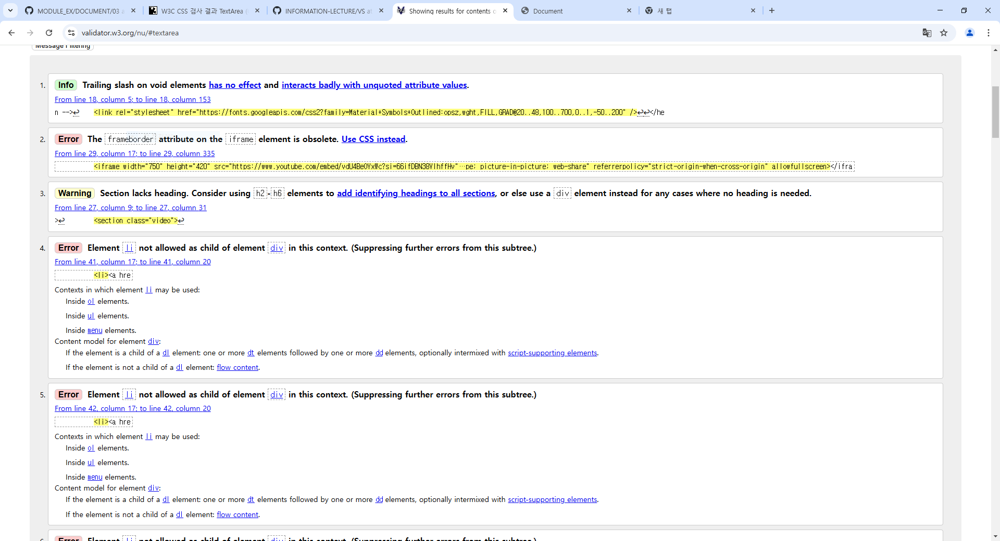 MODULE_EX/DOCUMENT/03 a
W3C CSS 검사 결과 TextArea (
INFORMATION-LECTURE/VS at
Showing results for contents o
Document
새 탭
validator.w3.org/nu/#textarea
Message Filtering
1. Info Trailing slash on void elements has no effect and interacts badly with unquoted attribute values.
From line 18, column 5; to line 18, column 153
n -->↩ <link rel="stylesheet" href="https://fonts.googleapis.com/css2?family=Material+Symbols+Outlined:opsz,wght,FILL,GRAD@20..48,100..700,0..1,-50..200" />↩↩</he
2. Error The frameborder attribute on the iframe element is obsolete. Use CSS instead.
From line 29, column 17; to line 29, column 335
<iframe width="750" height="420" src="https://www.youtube.com/embed/vdU4Be0YxWc?si=66ifDBN38VlhffHv"…pe; picture-in-picture; web-share" referrerpolicy="strict-origin-when-cross-origin" allowfullscreen></ifra
3. Warning Section lacks heading. Consider using h2-h6 elements to add identifying headings to all sections, or else use a div element instead for any cases where no heading is needed.
From line 27, column 9; to line 27, column 31
>↩ <section class="video">↩
4. Error Element li not allowed as child of element div in this context. (Suppressing further errors from this subtree.)
From line 41, column 17; to line 41, column 20
<li><a hre
Contexts in which element li may be used:
Inside ol elements.
Inside ul elements.
Inside menu elements.
Content model for element div:
If the element is a child of a dl element: one or more dt elements followed by one or more dd elements, optionally intermixed with script-supporting elements.
If the element is not a child of a dl element: flow content.
5. Error Element li not allowed as child of element div in this context. (Suppressing further errors from this subtree.)
From line 42, column 17; to line 42, column 20
<li><a hre
Contexts in which element li may be used:
Inside ol elements.
Inside ul elements.
Inside menu elements.
Content model for element div:
If the element is a child of a dl element: one or more dt elements followed by one or more dd elements, optionally intermixed with script-supporting elements.
If the element is not a child of a dl element: flow content.
6. Error Element li not allowed as child of element div in this context. (Suppressing further errors from this subtree.)